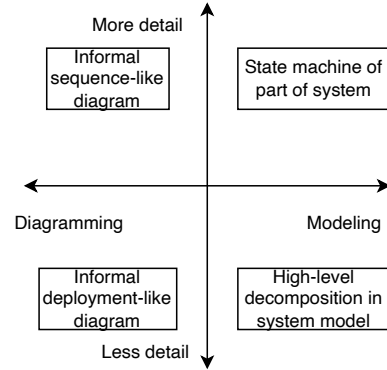 More detail
Informal
sequence-like
diagram
State machine of
part of system
Diagramming
Modeling
Informal
deployment-like
diagram
High-level
decomposition in
system model
Less detail